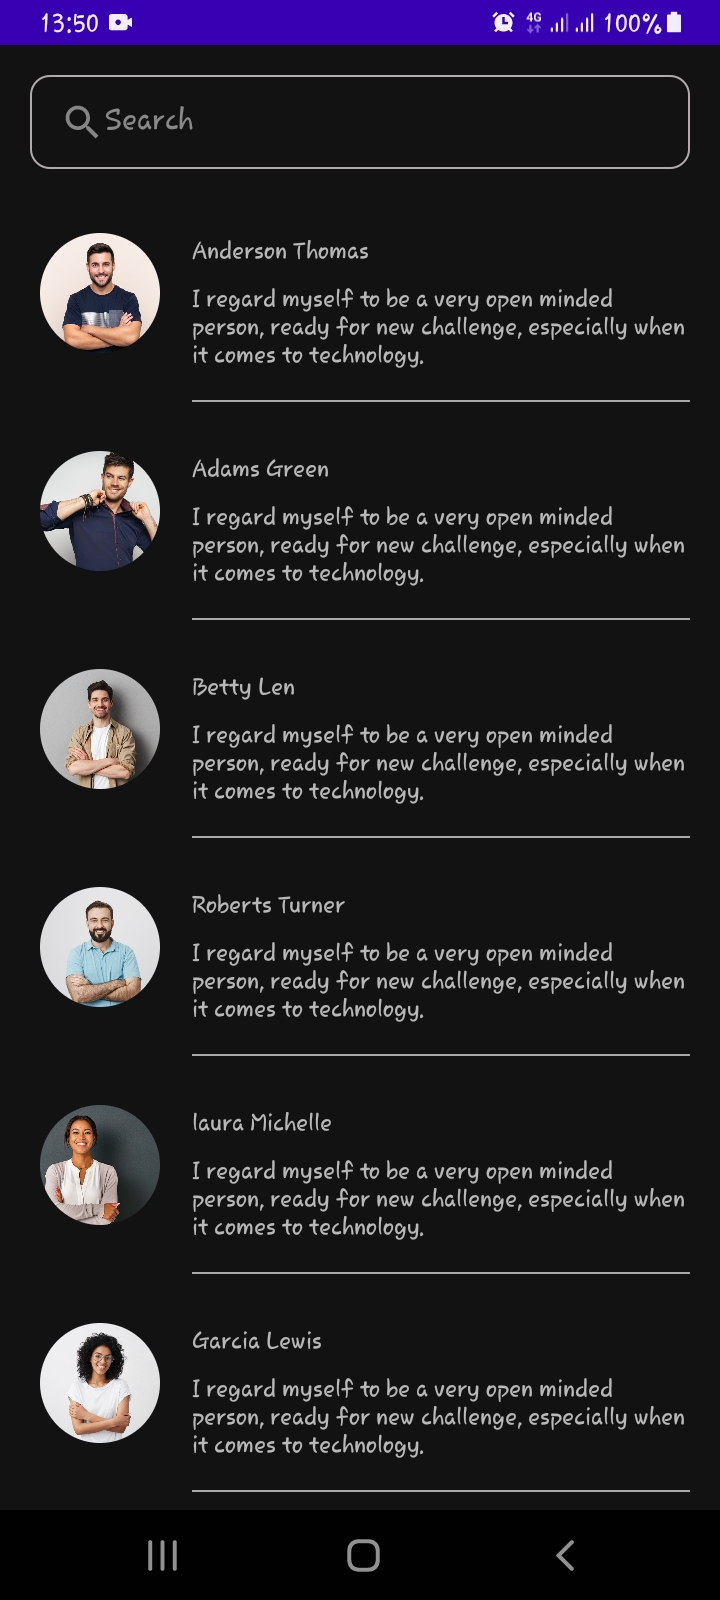 13:50 4G 100%
Search
Anderson Thomas
I regard myself to be a very open minded
person, ready for new challenge, especially when
it comes to technology.
Adams Green
I regard myself to be a very open minded
person, ready for new challenge, especially when
it comes to technology.
Betty Len
I regard myself to be a very open minded
person, ready for new challenge, especially when
it comes to technology.
Roberts Turner
I regard myself to be a very open minded
person, ready for new challenge, especially when
it comes to technology.
laura Michelle
I regard myself to be a very open minded
person, ready for new challenge, especially when
it comes to technology.
Garcia Lewis
I regard myself to be a very open minded
person, ready for new challenge, especially when
it comes to technology.